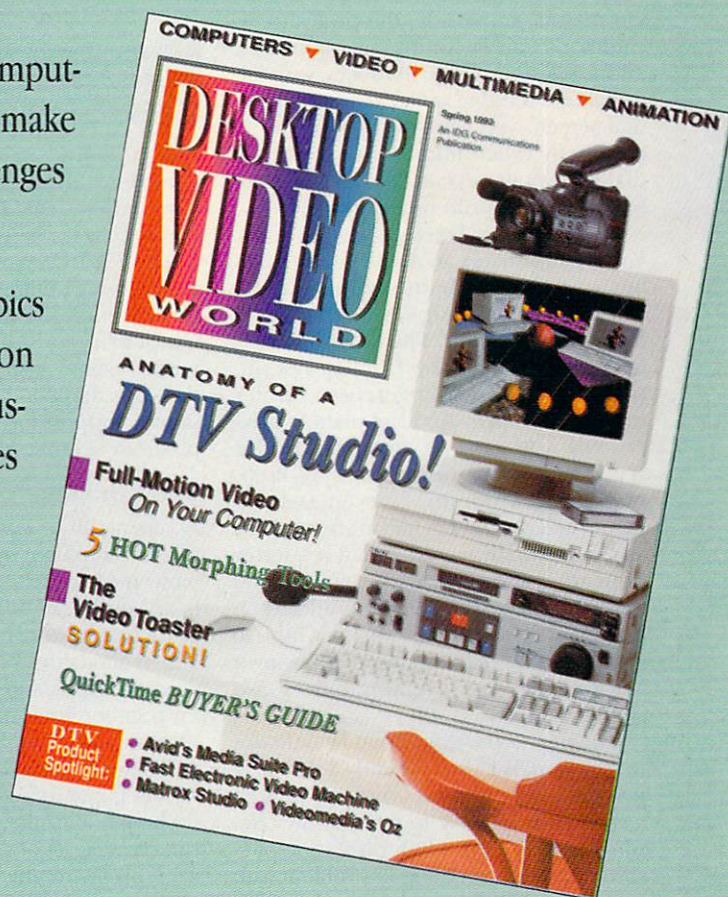 COMPUTERS ▼ VIDEO ▼ MULTIMEDIA ▼ ANIMATION
DESKTOP
VIDEO
WORLD
Spring 1993
An IDG Communications
Publication
ANATOMY OF A
DTV Studio!
Full-Motion Video
On Your Computer!
5 HOT Morphing Tools
The
Video Toaster
SOLUTION!
QuickTime BUYER'S GUIDE
DTV
Product
Spotlight:
• Avid's Media Suite Pro
• Fast Electronic Video Machine
• Matrox Studio • Videomedia's Oz
mput-
make
enges
pics
on
us-
es